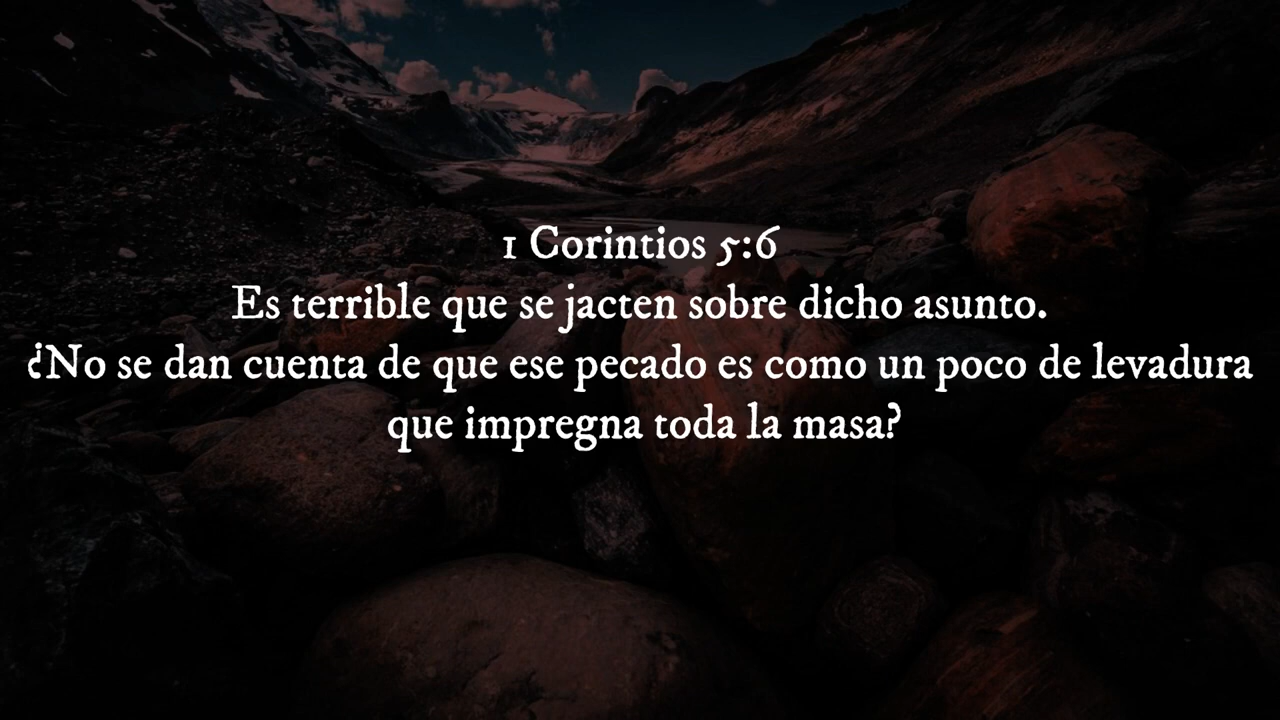 1 Corintios 5:6
Es terrible que se jacten sobre dicho asunto.
¿No se dan cuenta de que ese pecado es como un poco de levadura
que impregna toda la masa?